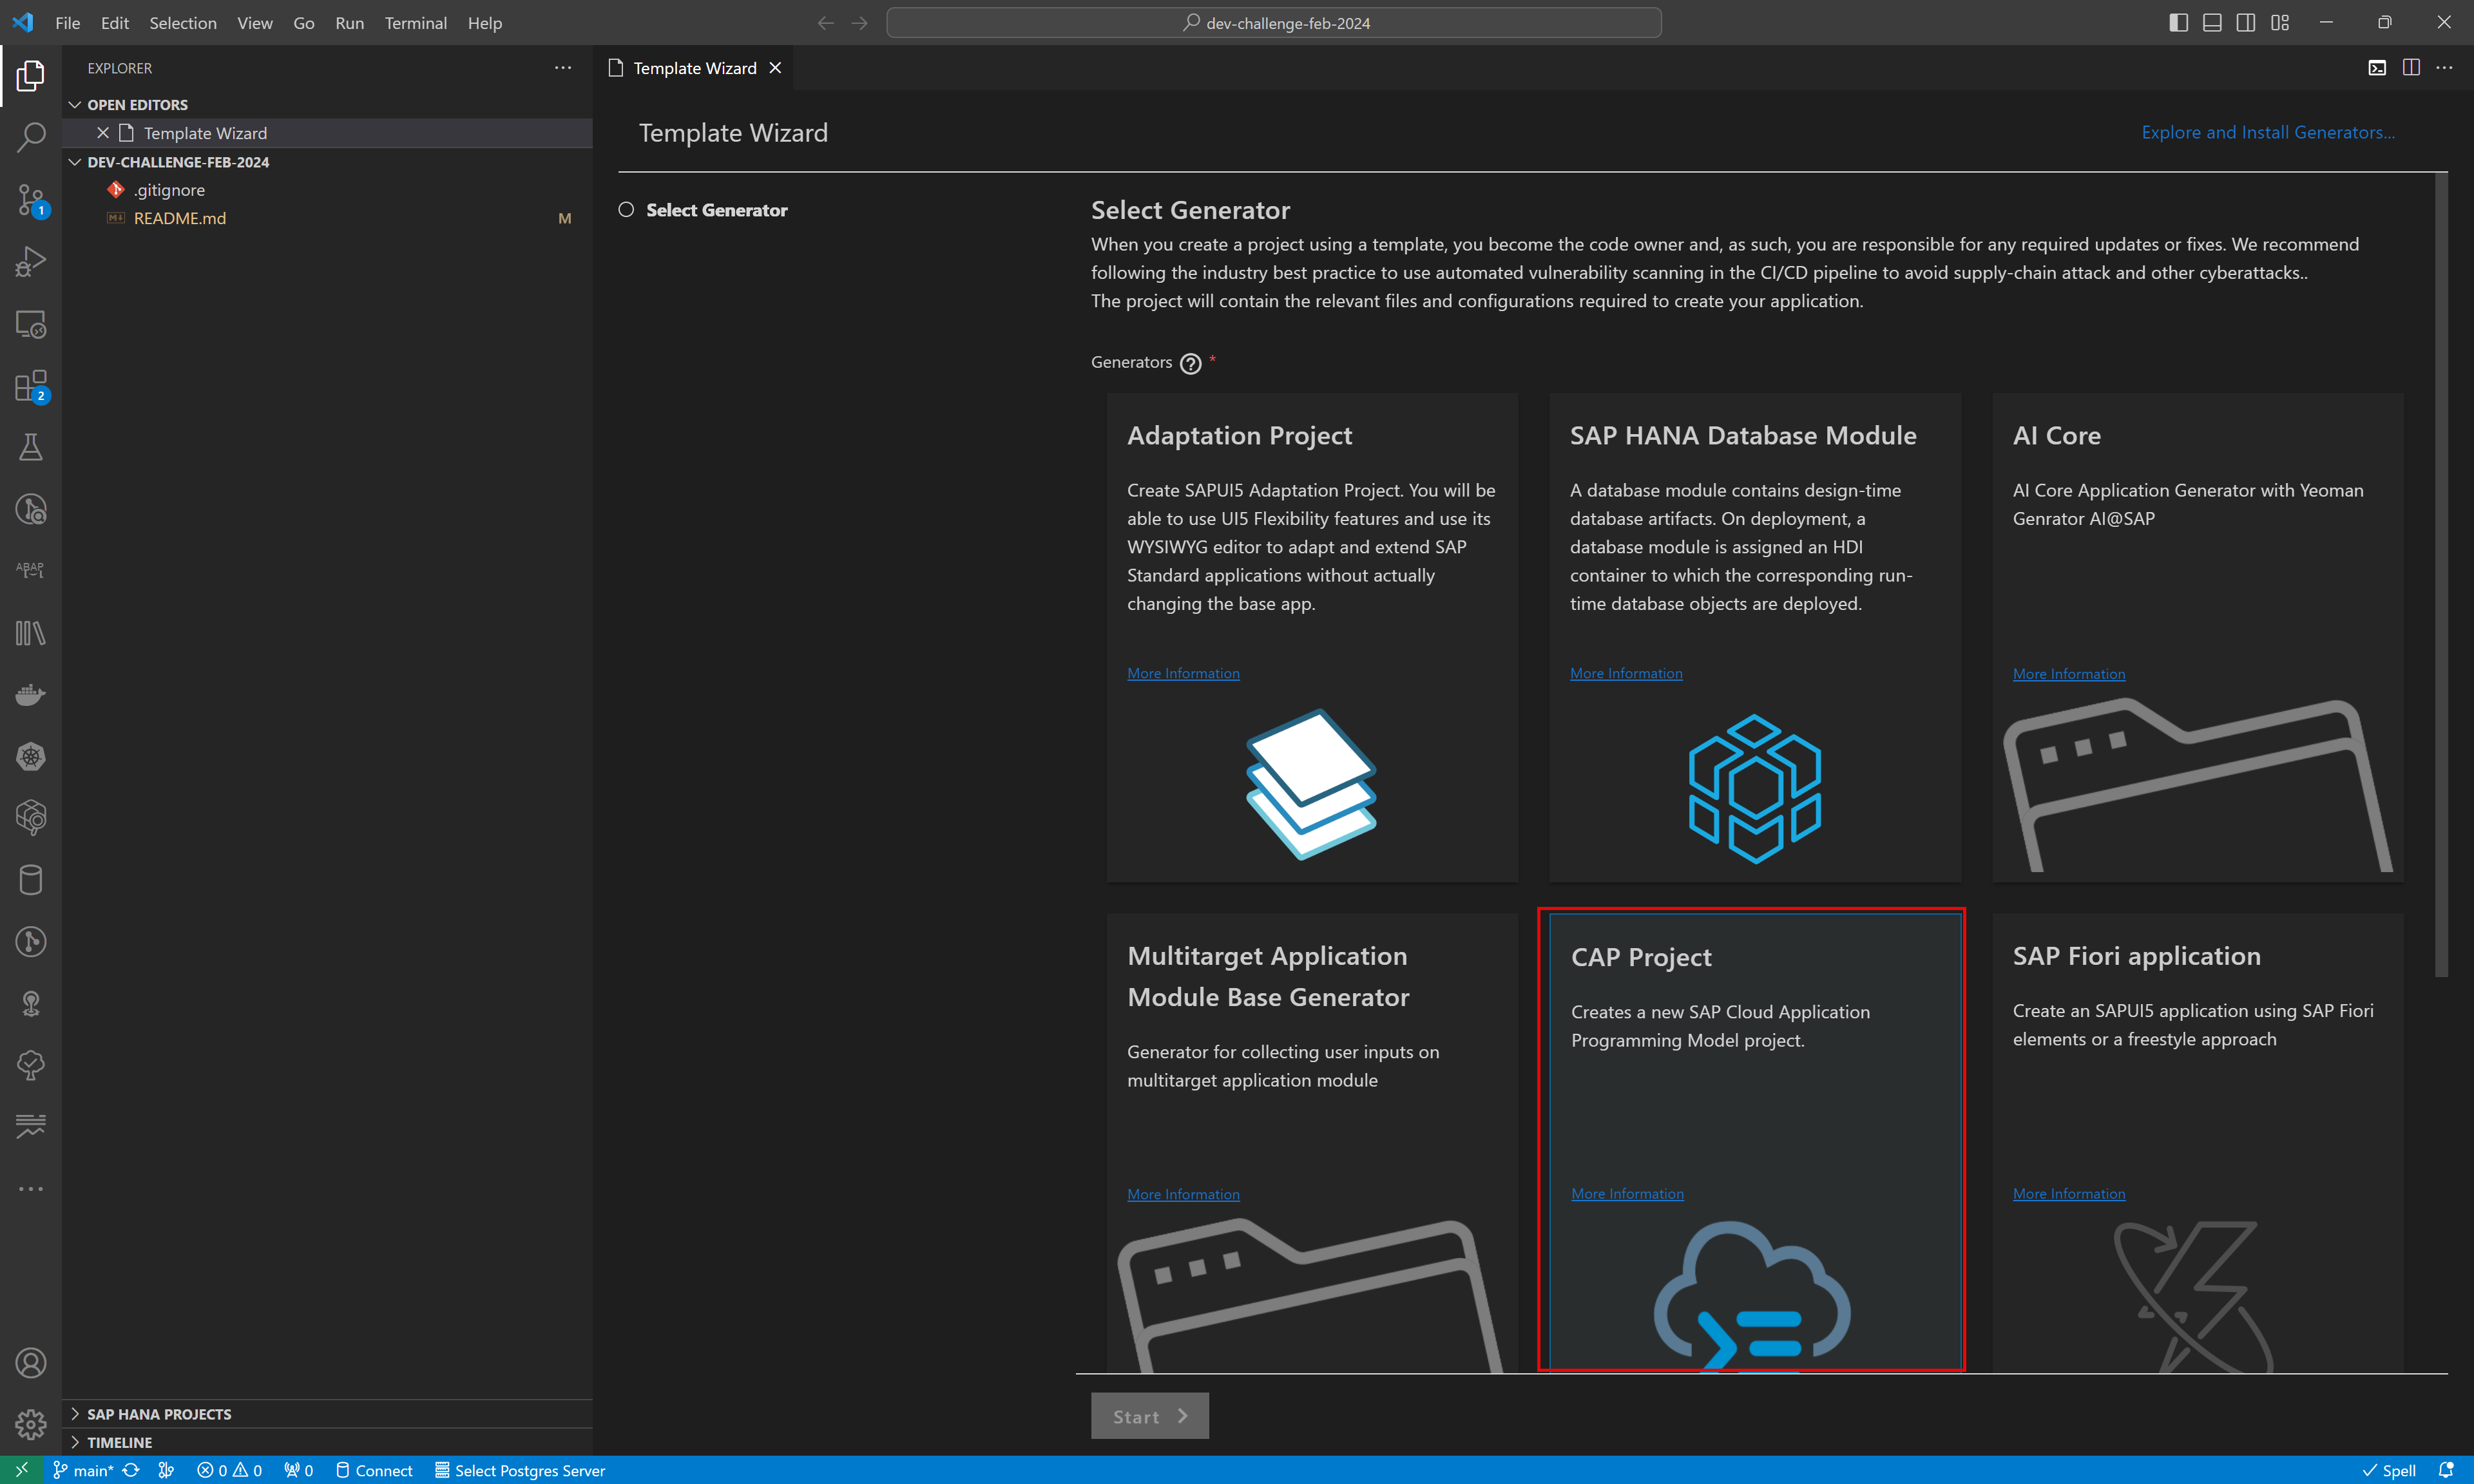 File Edit Selection View Go Run Terminal Help
dev-challenge-feb-2024
EXPLORER
OPEN EDITORS
Template Wizard
DEV-CHALLENGE-FEB-2024
.gitignore
README.md M
1
2
ABAP
SAP HANA PROJECTS
TIMELINE
Template Wizard
Template Wizard
Explore and Install Generators...
Select Generator
Select Generator
When you create a project using a template, you become the code owner and, as such, you are responsible for any required updates or fixes. We recommend
following the industry best practice to use automated vulnerability scanning in the CI/CD pipeline to avoid supply-chain attack and other cyberattacks..
The project will contain the relevant files and configurations required to create your application.
Generators ? *
Adaptation Project
Create SAPUI5 Adaptation Project. You will be
able to use UI5 Flexibility features and use its
WYSIWYG editor to adapt and extend SAP
Standard applications without actually
changing the base app.
More Information
SAP HANA Database Module
A database module contains design-time
database artifacts. On deployment, a
database module is assigned an HDI
container to which the corresponding run-
time database objects are deployed.
More Information
AI Core
AI Core Application Generator with Yeoman
Genrator AI@SAP
More Information
Multitarget Application
Module Base Generator
Generator for collecting user inputs on
multitarget application module
More Information
CAP Project
Creates a new SAP Cloud Application
Programming Model project.
More Information
SAP Fiori application
Create an SAPUI5 application using SAP Fiori
elements or a freestyle approach
More Information
Start
main* 0 0 0 Connect Select Postgres Server Spell